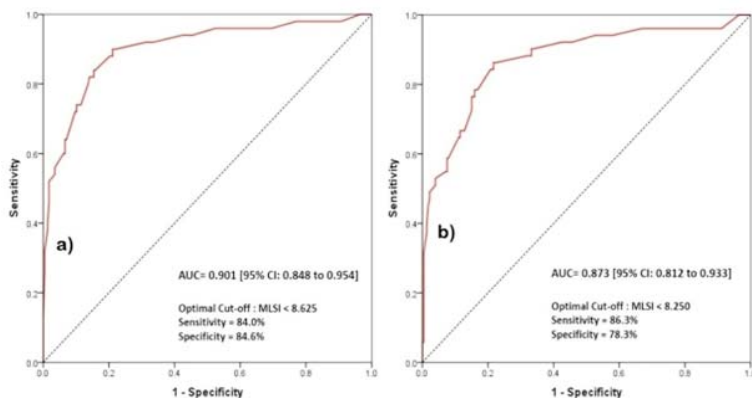 1.0
0.8
0.6
0.4
0.2
0.0
Sensitivity
a)
AUC= 0.901 [95% CI: 0.848 to 0.954]
Optimal Cut-off : MLSI < 8.625
Sensitivity = 84.0%
Specificity = 84.6%
0.0 0.2 0.4 0.6 0.8 1.0
1 - Specificity
1.0
0.8
0.6
0.4
0.2
0.0
Sensitivity
b)
AUC= 0.873 [95% CI: 0.812 to 0.933]
Optimal Cut-off : MLSI < 8.250
Sensitivity = 86.3%
Specificity = 78.3%
0.0 0.2 0.4 0.6 0.8 1.0
1 - Specificity